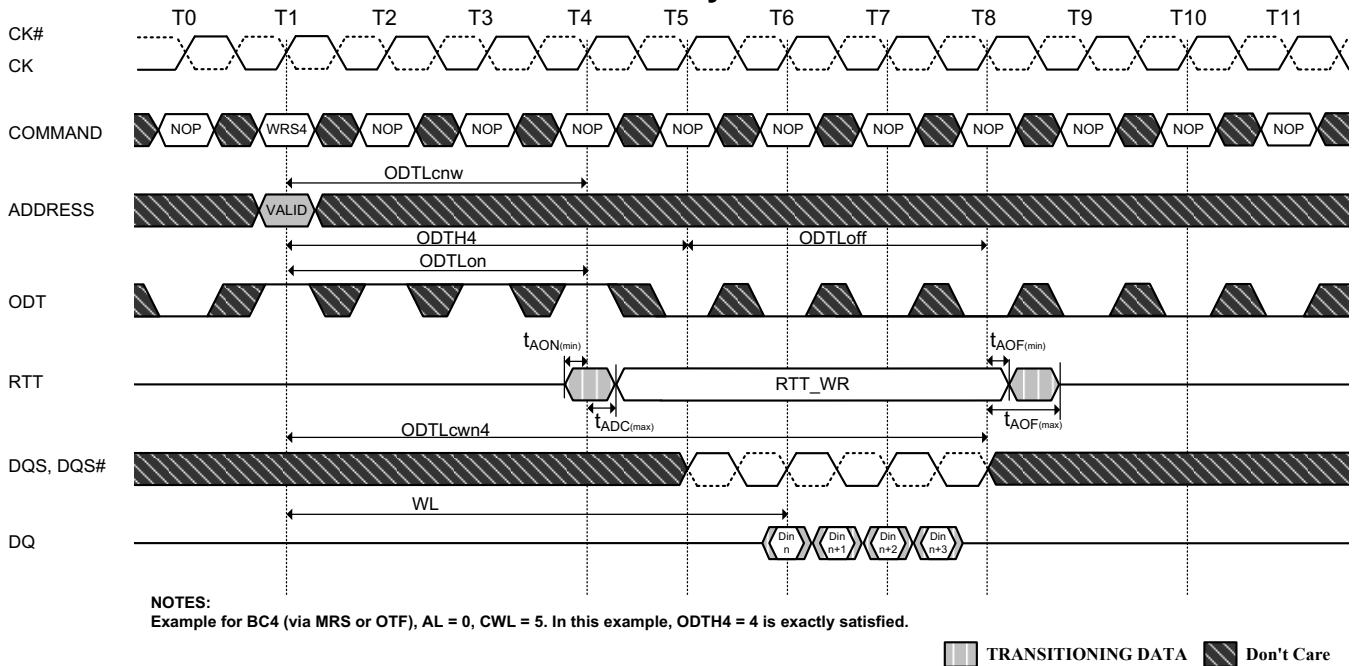 T0 T1 T2 T3 T4 T5 T6 T7 T8 T9 T10 T11
CK#
CK
COMMAND NOP WRS4 NOP NOP NOP NOP NOP NOP NOP NOP NOP NOP
ODTLcnw
ADDRESS VALID
ODTH4 ODTLoff
ODTLon
ODT
tAON(min) tAOF(min)
RTT RTT_WR
tADC(max) tAOF(max)
ODTLcwn4
DQS, DQS#
WL
DQ Din n Din n+1 Din n+2 Din n+3
NOTES:
Example for BC4 (via MRS or OTF), AL = 0, CWL = 5. In this example, ODTH4 = 4 is exactly satisfied.
TRANSITIONING DATA Don't Care